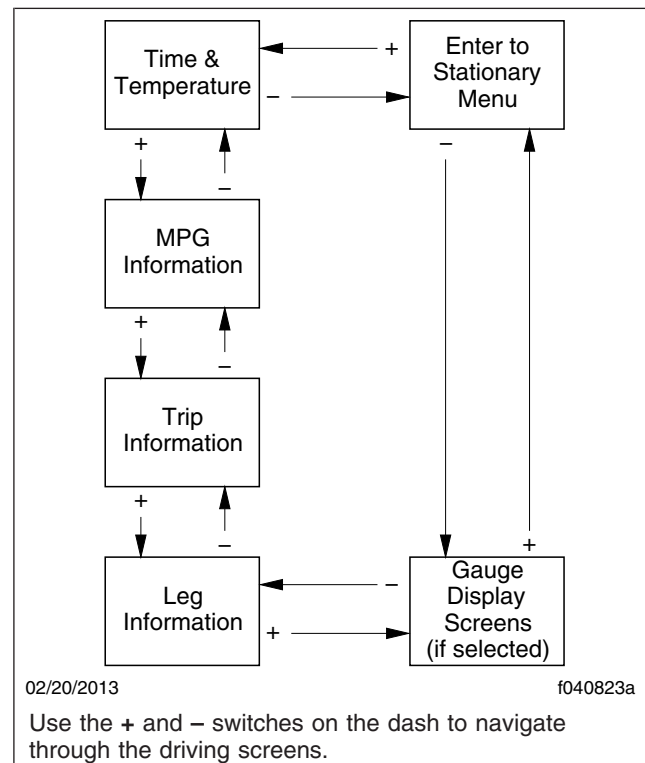 Time &
Temperature
+
–
Enter to
Stationary
Menu
+
–
–
+
MPG
Information
+
–
Trip
Information
+
–
Leg
Information
–
+
Gauge
Display
Screens
(if selected)
02/20/2013
f040823a
Use the + and – switches on the dash to navigate
through the driving screens.